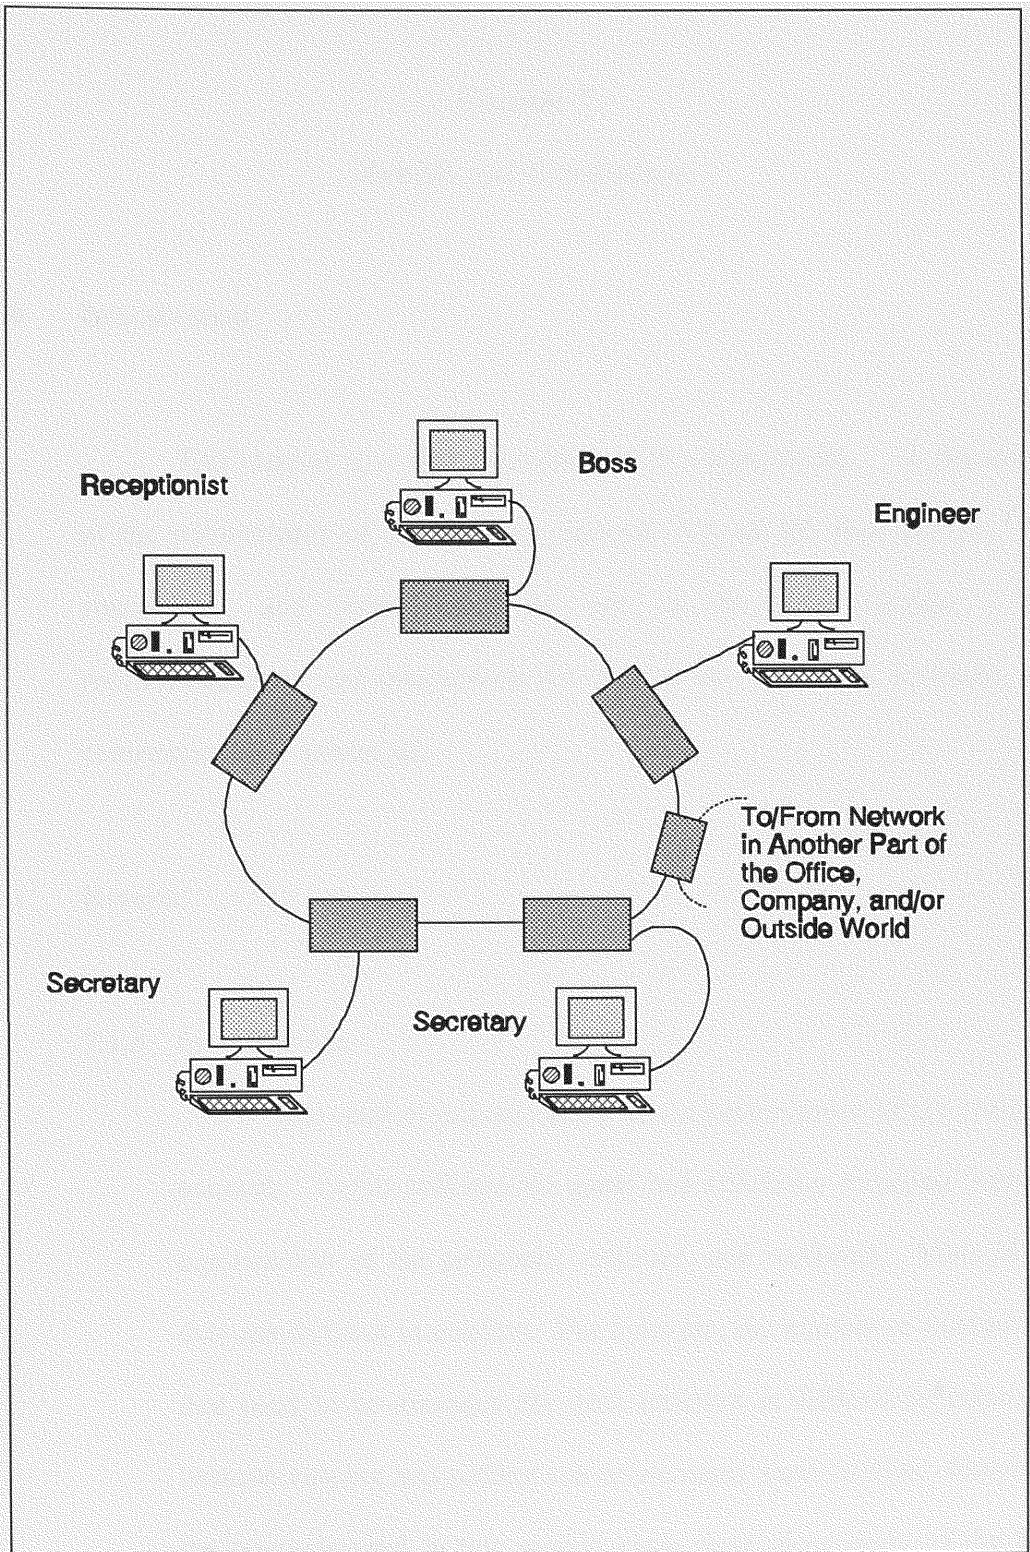 Boss
Receptionist
Engineer
To/From Network
in Another Part of
the Office,
Company, and/or
Outside World
Secretary
Secretary